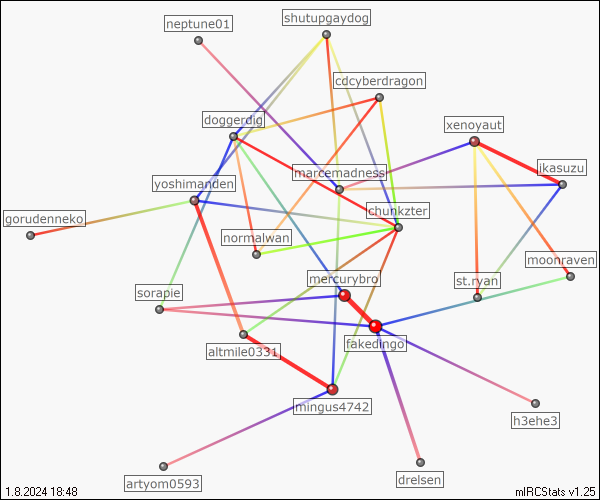 neptune01
shutupgaydog
cdcyberdragon
doggerdig
xenoyaut
marcemadness
ikasuzu
yoshimanden
chunkzter
gorudenneko
normalwan
moonraven
mercurybro
st.ryan
sorapie
fakedingo
altmile0331
mingus4742
h3ehe3
artyom0593
drelsen
1.8.2024 18:48
mIRCStats v1.25